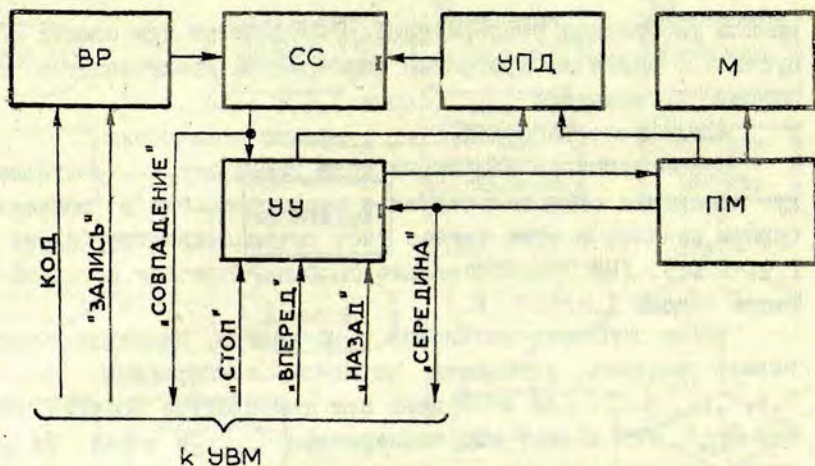 ВР
СС
УПД
М
УУ
ПМ
КОД
„ЗАПИСЬ"
„СОВПАДЕНИЕ"
„СТОП"
„ВПЕРЕД"
„НАЗАД"
„СЕРЕДИНА"
К УВМ